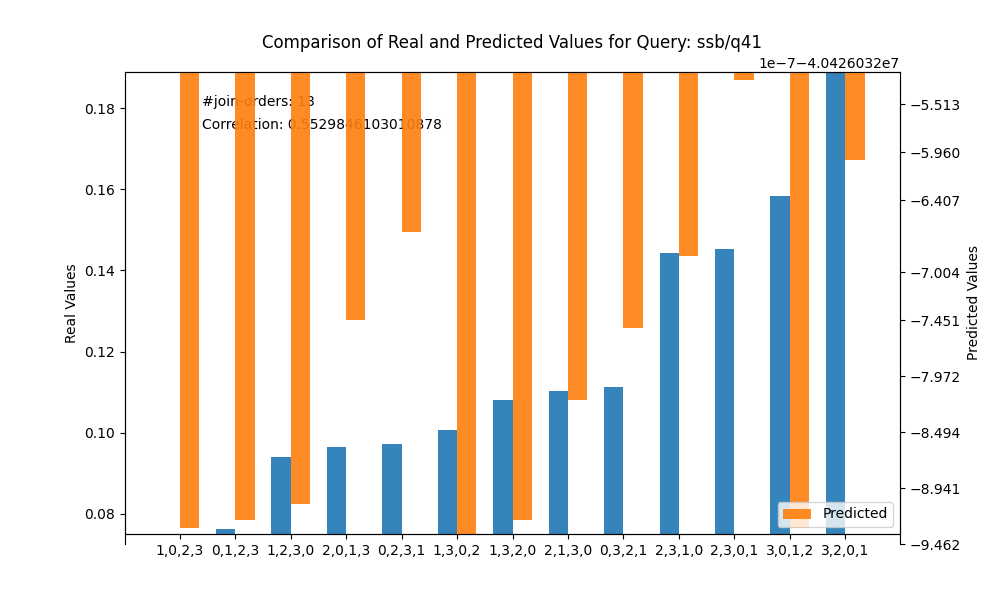 Comparison of Real and Predicted Values for Query: ssb/q41
1e−7−4.0426032e7
#join-orders: 13
Correlation: 0.5529846103010878
0.18
0.16
0.14
0.12
0.10
0.08
Real Values
−5.513
−5.960
−6.407
−7.004
−7.451
−7.972
−8.494
−8.941
−9.462
Predicted Values
Predicted
1,0,2,3 0,1,2,3 1,2,3,0 2,0,1,3 0,2,3,1 1,3,0,2 1,3,2,0 2,1,3,0 0,3,2,1 2,3,1,0 2,3,0,1 3,0,1,2 3,2,0,1